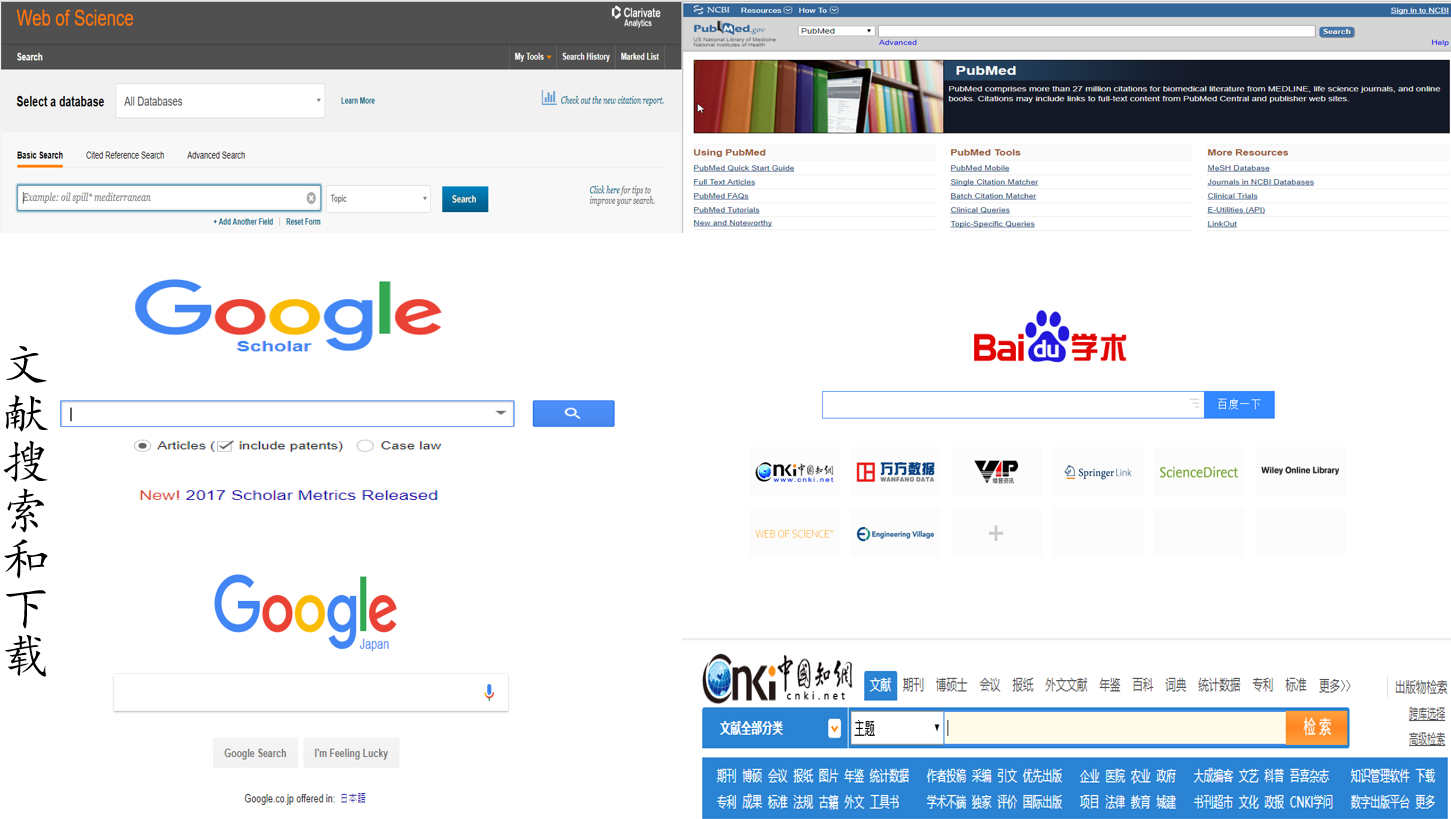 Web of Science
Clarivate
Analytics
Search
My Tools
Search History
Marked List
Select a database
All Databases
Learn More
Check out the new citation report.
Basic Search
Cited Reference Search
Advanced Search
Example: oil spill* mediterranean
Topic
Search
Click here for tips to
improve your search.
+ Add Another Field | Reset Form
NCBI Resources How To
Sign in to NCBI
PubMed.gov
US National Library of Medicine
National Institutes of Health
PubMed
Search
Advanced
Help
PubMed
PubMed comprises more than 27 million citations for biomedical literature from MEDLINE, life science journals, and online
books. Citations may include links to full-text content from PubMed Central and publisher web sites.
Using PubMed
PubMed Quick Start Guide
Full Text Articles
PubMed FAQs
PubMed Tutorials
New and Noteworthy
PubMed Tools
PubMed Mobile
Single Citation Matcher
Batch Citation Matcher
Clinical Queries
Topic-Specific Queries
More Resources
MeSH Database
Journals in NCBI Databases
Clinical Trials
E-Utilities (API)
LinkOut
文献搜索和下载
Google
Scholar
Articles (include patents) Case law
New! 2017 Scholar Metrics Released
Google
Japan
Google Search
I'm Feeling Lucky
Google.co.jp offered in: 日本語
Bai du 学术
百度一下
cnki 中国知网
www.cnki.net
万方数据
WANFANG DATA
VIP
维普资讯
Springer Link
ScienceDirect
Wiley Online Library
WEB OF SCIENCE™
Engineering Village
Cnki 中国知網
cnki.net
文献 期刊 博硕士 会议 报纸 外文文献 年鉴 百科 词典 统计数据 专利 标准 更多>>
出版物检索
文献全部分类
主题
检索
跨库选择
高级检索
期刊 博硕 会议 报纸 图片 年鉴 统计数据 作者投稿 采编 引文 优先出版 企业 医院 农业 政府 大成编客 文艺 科普 吾喜杂志 知识管理软件 下载
专利 成果 标准 法规 古籍 外文 工具书 学术不端 独家 评价 国际出版 项目 法律 教育 城建 书刊超市 文化 政报 CNKI学问 数字出版平台 更多